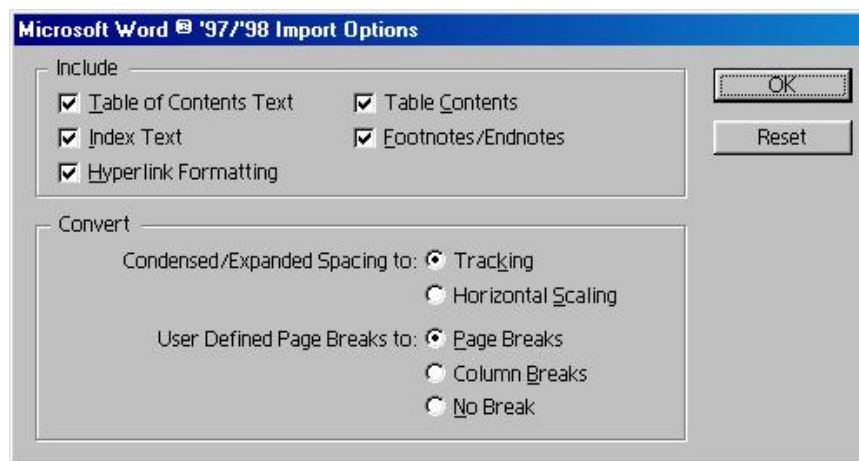 Microsoft Word ® '97/'98 Import Options
Include
Table of Contents Text
Table Contents
Index Text
Footnotes/Endnotes
Hyperlink Formatting
OK
Reset
Convert
Condensed/Expanded Spacing to: Tracking
Horizontal Scaling
User Defined Page Breaks to: Page Breaks
Column Breaks
No Break